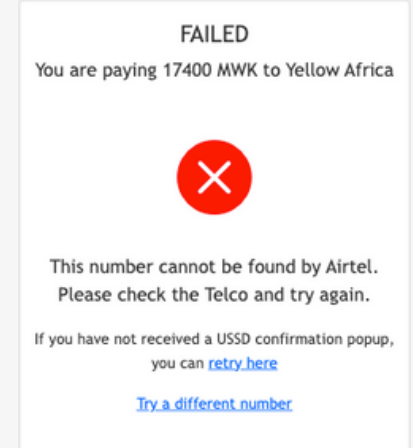 FAILED
You are paying 17400 MWK to Yellow Africa
This number cannot be found by Airtel.
Please check the Telco and try again.
If you have not received a USSD confirmation popup,
you can retry here
Try a different number